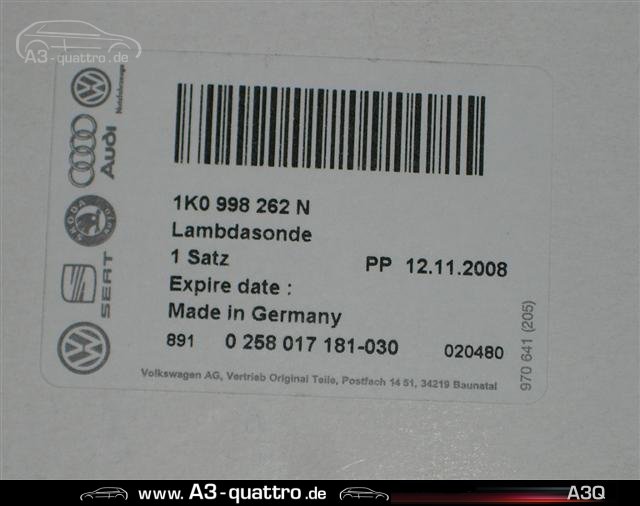 A3-quattro.de
Nutzfahrzeuge
Audi
SKODA
SEAT
1K0 998 262 N
Lambdasonde
1 Satz PP 12.11.2008
Expire date :
Made in Germany
891 0 258 017 181-030 020480
970 641 (205)
Volkswagen AG, Vertrieb Original Teile, Postfach 14 51, 34219 Baunatal
www.A3-quattro.de A3Q